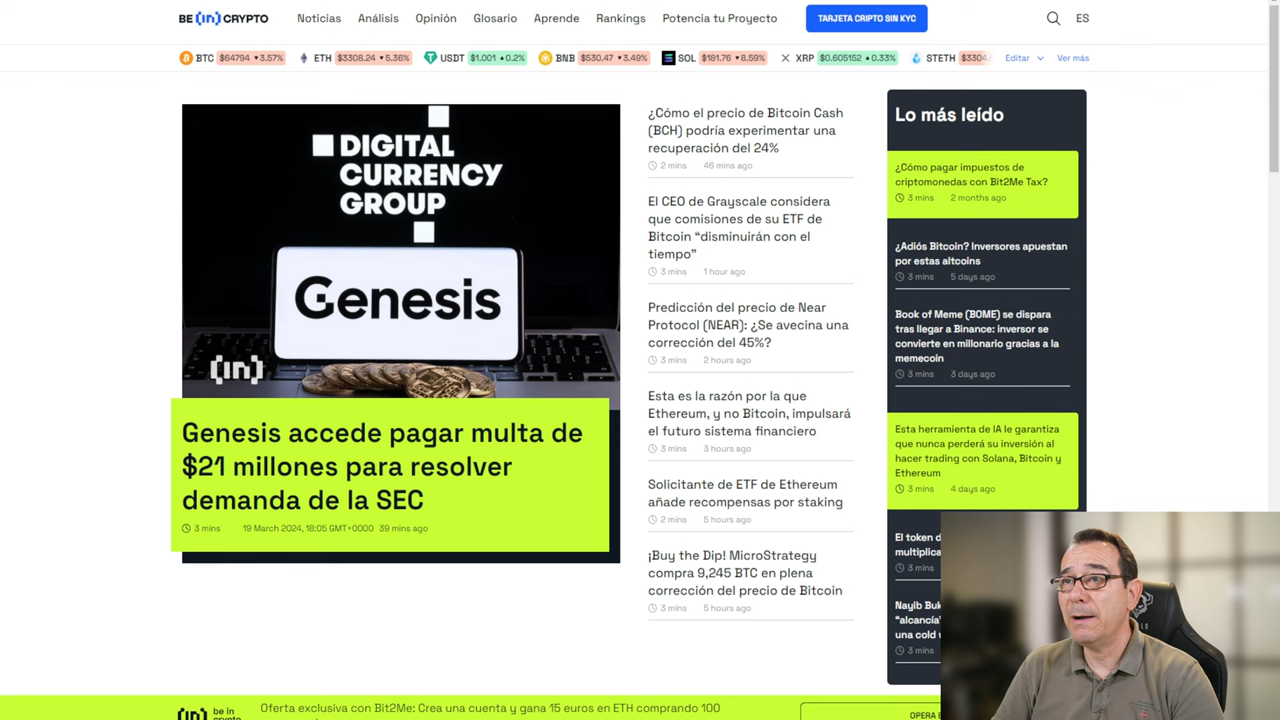 BE [in] CRYPTO
Noticias Análisis Opinión Glosario Aprende Rankings Potencia tu Proyecto
TARJETA CRIPTO SIN KYC
ES
BTC $64794 ▾3.57% ETH $3308.24 ▾5.36% USDT $1.001 ▴0.2% BNB $530.47 ▾3.49% SOL $181.76 ▾8.59% XRP $0.605152 ▴0.33% STETH
Editar Ver más
DIGITAL
CURRENCY
GROUP
Genesis
[in]
Genesis accede pagar multa de
$21 millones para resolver
demanda de la SEC
3 mins 19 March 2024, 18:05 GMT+0000 39 mins ago
¿Cómo el precio de Bitcoin Cash
(BCH) podría experimentar una
recuperación del 24%
2 mins 46 mins ago
El CEO de Grayscale considera
que comisiones de su ETF de
Bitcoin “disminuirán con el
tiempo”
3 mins 1 hour ago
Predicción del precio de Near
Protocol (NEAR): ¿Se avecina una
corrección del 45%?
3 mins 2 hours ago
Esta es la razón por la que
Ethereum, y no Bitcoin, impulsará
el futuro sistema financiero
3 mins 3 hours ago
Solicitante de ETF de Ethereum
añade recompensas por staking
2 mins 5 hours ago
¡Buy the Dip! MicroStrategy
compra 9,245 BTC en plena
corrección del precio de Bitcoin
3 mins 5 hours ago
Lo más leído
¿Cómo pagar impuestos de
criptomonedas con Bit2Me Tax?
3 mins 2 months ago
¿Adiós Bitcoin? Inversores apuestan
por estas altcoins
3 mins 5 days ago
Book of Meme (BOME) se dispara
tras llegar a Binance: inversor se
convierte en millonario gracias a la
memecoin
3 mins 3 days ago
Esta herramienta de IA le garantiza
que nunca perderá su inversión al
hacer trading con Solana, Bitcoin y
Ethereum
3 mins 4 days ago
El token
3 mins
Nayib
“alcancía”
una cold
3 mins
be in
Oferta exclusiva con Bit2Me: Crea una cuenta y gana 15 euros en ETH comprando 100
OPERA